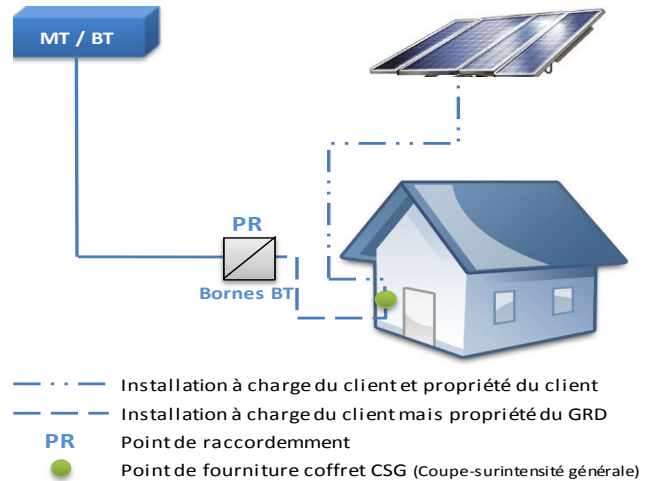 MT / BT
PR
Bornes BT
Installation à charge du client et propriété du client
Installation à charge du client mais propriété du GRD
PR Point de raccordemment
Point de fourniture coffret CSG (Coupe-surintensité générale)